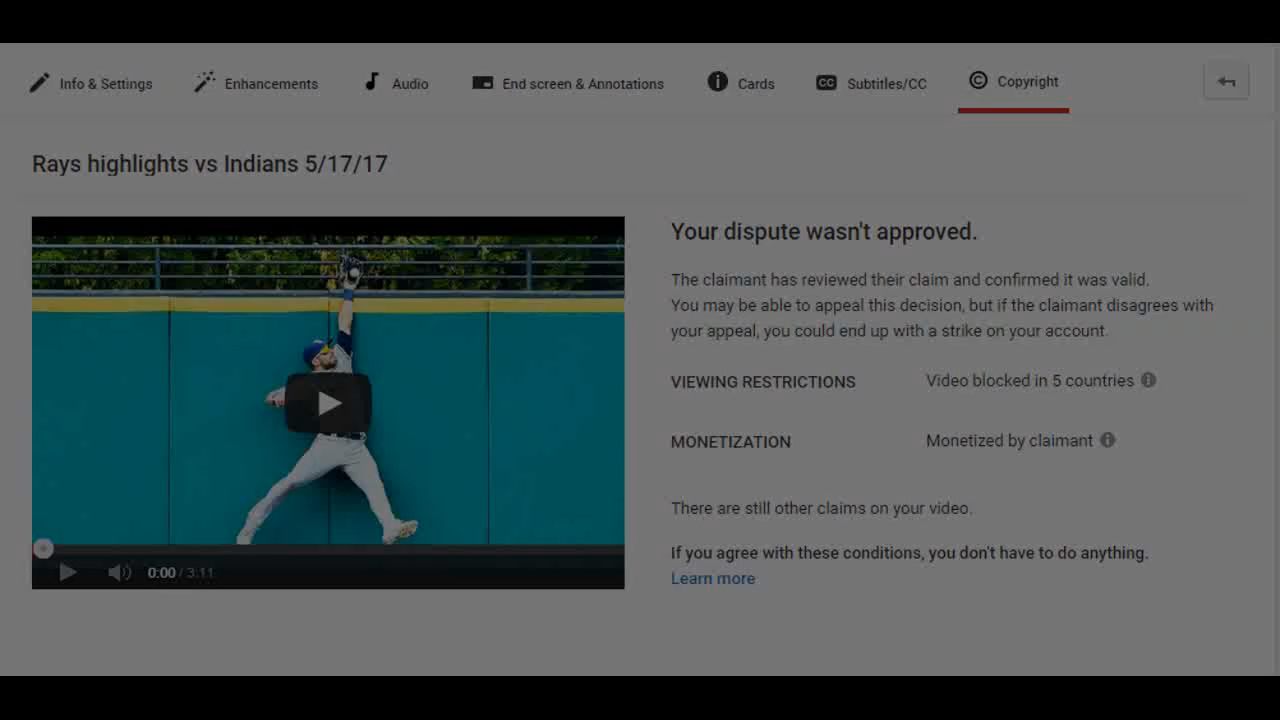 Info & Settings
Enhancements
Audio
End screen & Annotations
Cards
CC Subtitles/CC
Copyright
Rays highlights vs Indians 5/17/17
Your dispute wasn't approved.
The claimant has reviewed their claim and confirmed it was valid.
You may be able to appeal this decision, but if the claimant disagrees with
your appeal, you could end up with a strike on your account.
VIEWING RESTRICTIONS Video blocked in 5 countries
MONETIZATION Monetized by claimant
There are still other claims on your video.
If you agree with these conditions, you don't have to do anything.
Learn more
0:00 / 3:11